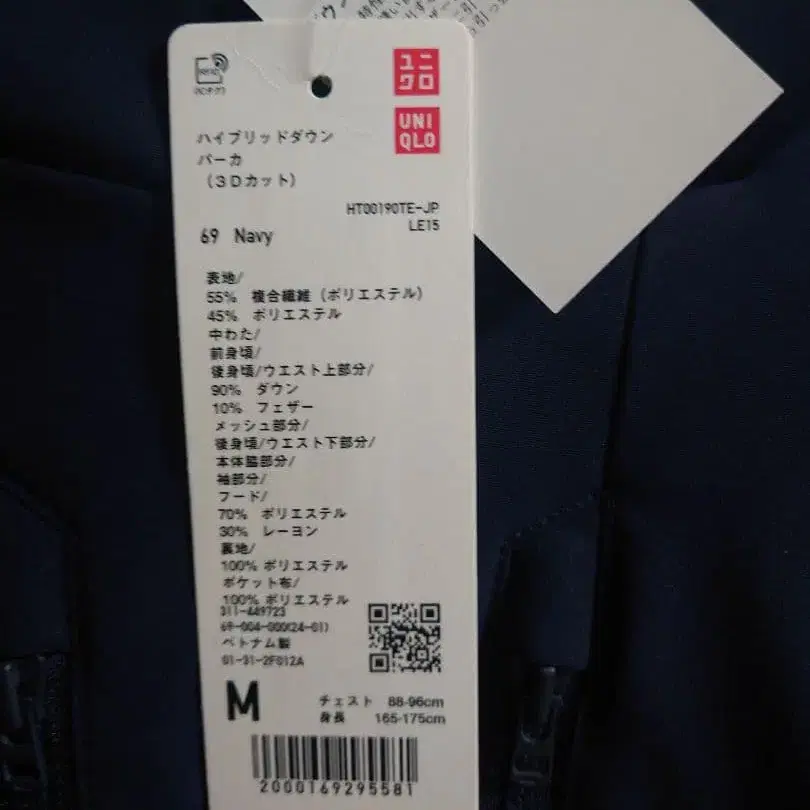 ユニ
クロ
UNI
QLO
ハイブリッドダウン
パーカ
(3Dカット)
HT00190TE-JP
LE15
69 Navy
表地/
55% 複合繊維 (ポリエステル)
45% ポリエステル
中わた/
前身頃/
後身頃/ウエスト上部分/
90% ダウン
10% フェザー
メッシュ部分/
後身頃/ウエスト下部分/
本体脇部分/
袖部分/
フード/
70% ポリエステル
30% レーヨン
裏地/
100% ポリエステル
ポケット布/
100% ポリエステル
311-449723
69-004-000(24-01)
ベトナム製
01-31-2F012A
M
チェスト 88-96cm
身長 165-175cm
2000169295581